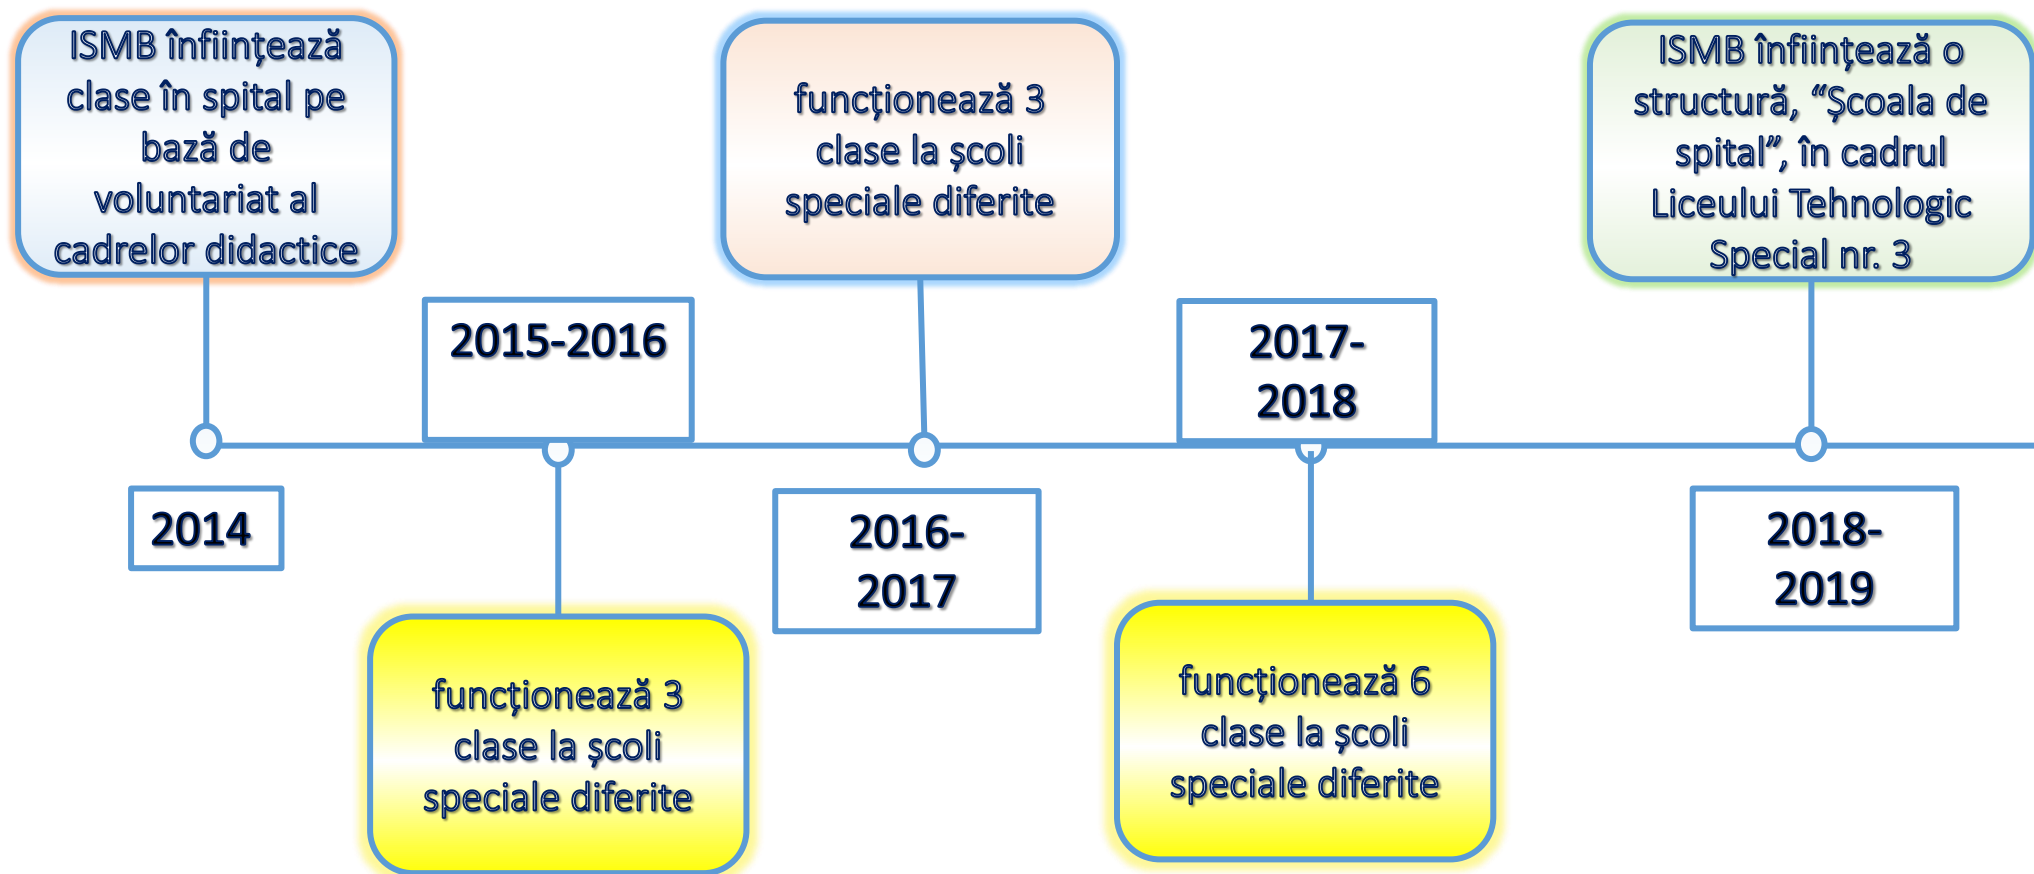 ISMB înființează
clase în spital pe
bază de
voluntariat al
cadrelor didactice
2014
2015-2016
funcționează 3
clase la școli
speciale diferite
funcționează 3
clase la școli
speciale diferite
2016-
2017
2017-
2018
funcționează 6
clase la școli
speciale diferite
ISMB înființează o
structură, “Școala de
spital”, în cadrul
Liceului Tehnologic
Special nr. 3
2018-
2019